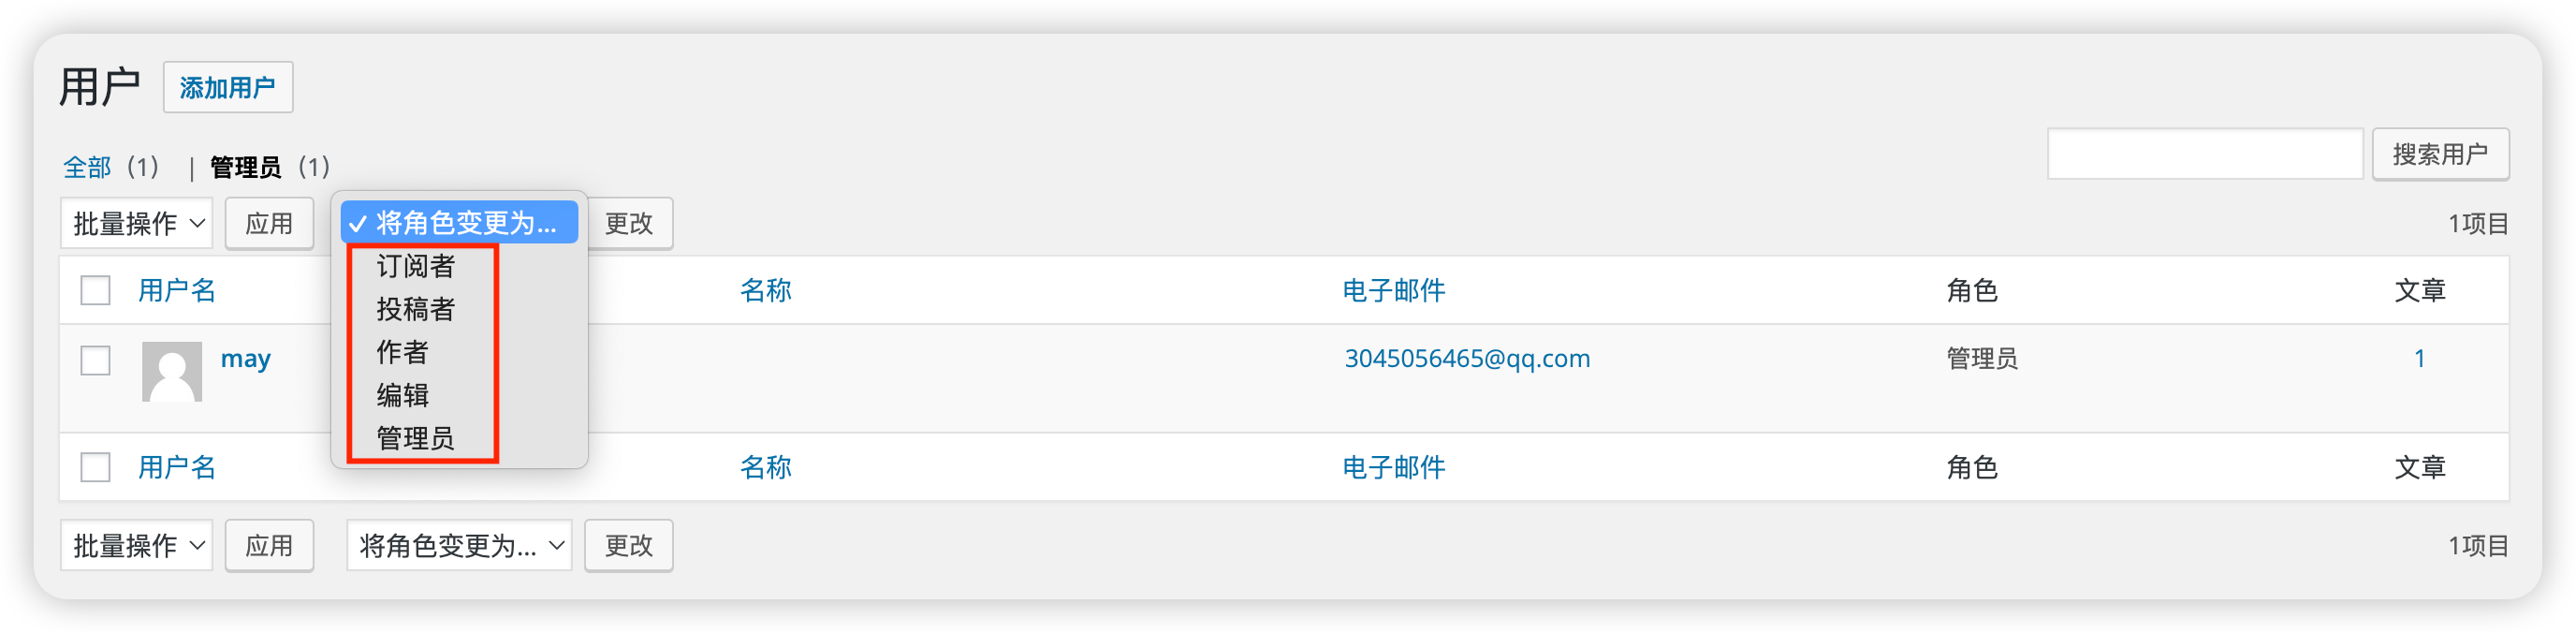 用户 添加用户
全部 (1) | 管理员 (1)
搜索用户
批量操作 应用 将角色变更为... 更改 1项目
订阅者
投稿者
作者
编辑
管理员
用户名 名称 电子邮件 角色 文章
may 3045056465@qq.com 管理员 1
用户名 名称 电子邮件 角色 文章
批量操作 应用 将角色变更为... 更改 1项目